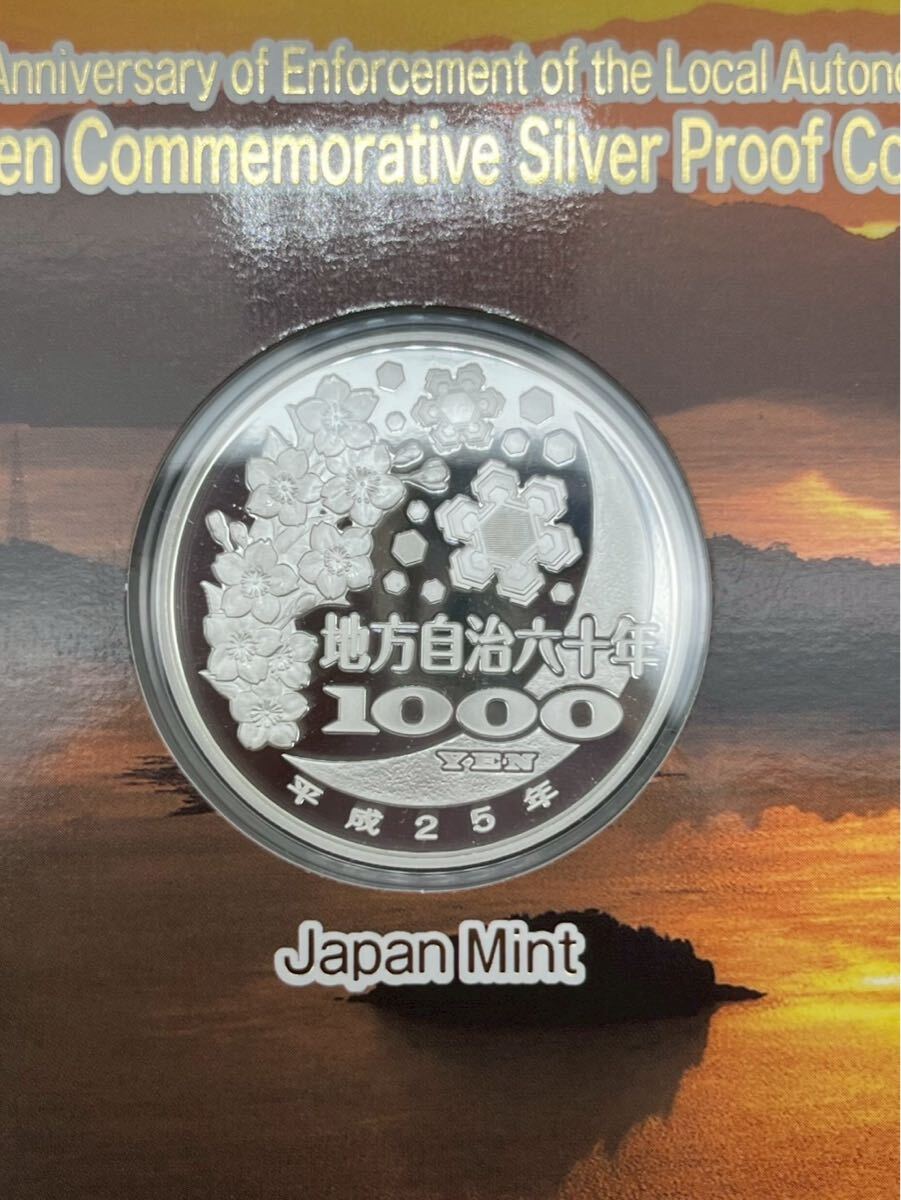 Anniversary of Enforcement of the Local Autono
en Commemorative Silver Proof Co
地方自治六十年
1000
YEN
平成25年
Japan Mint